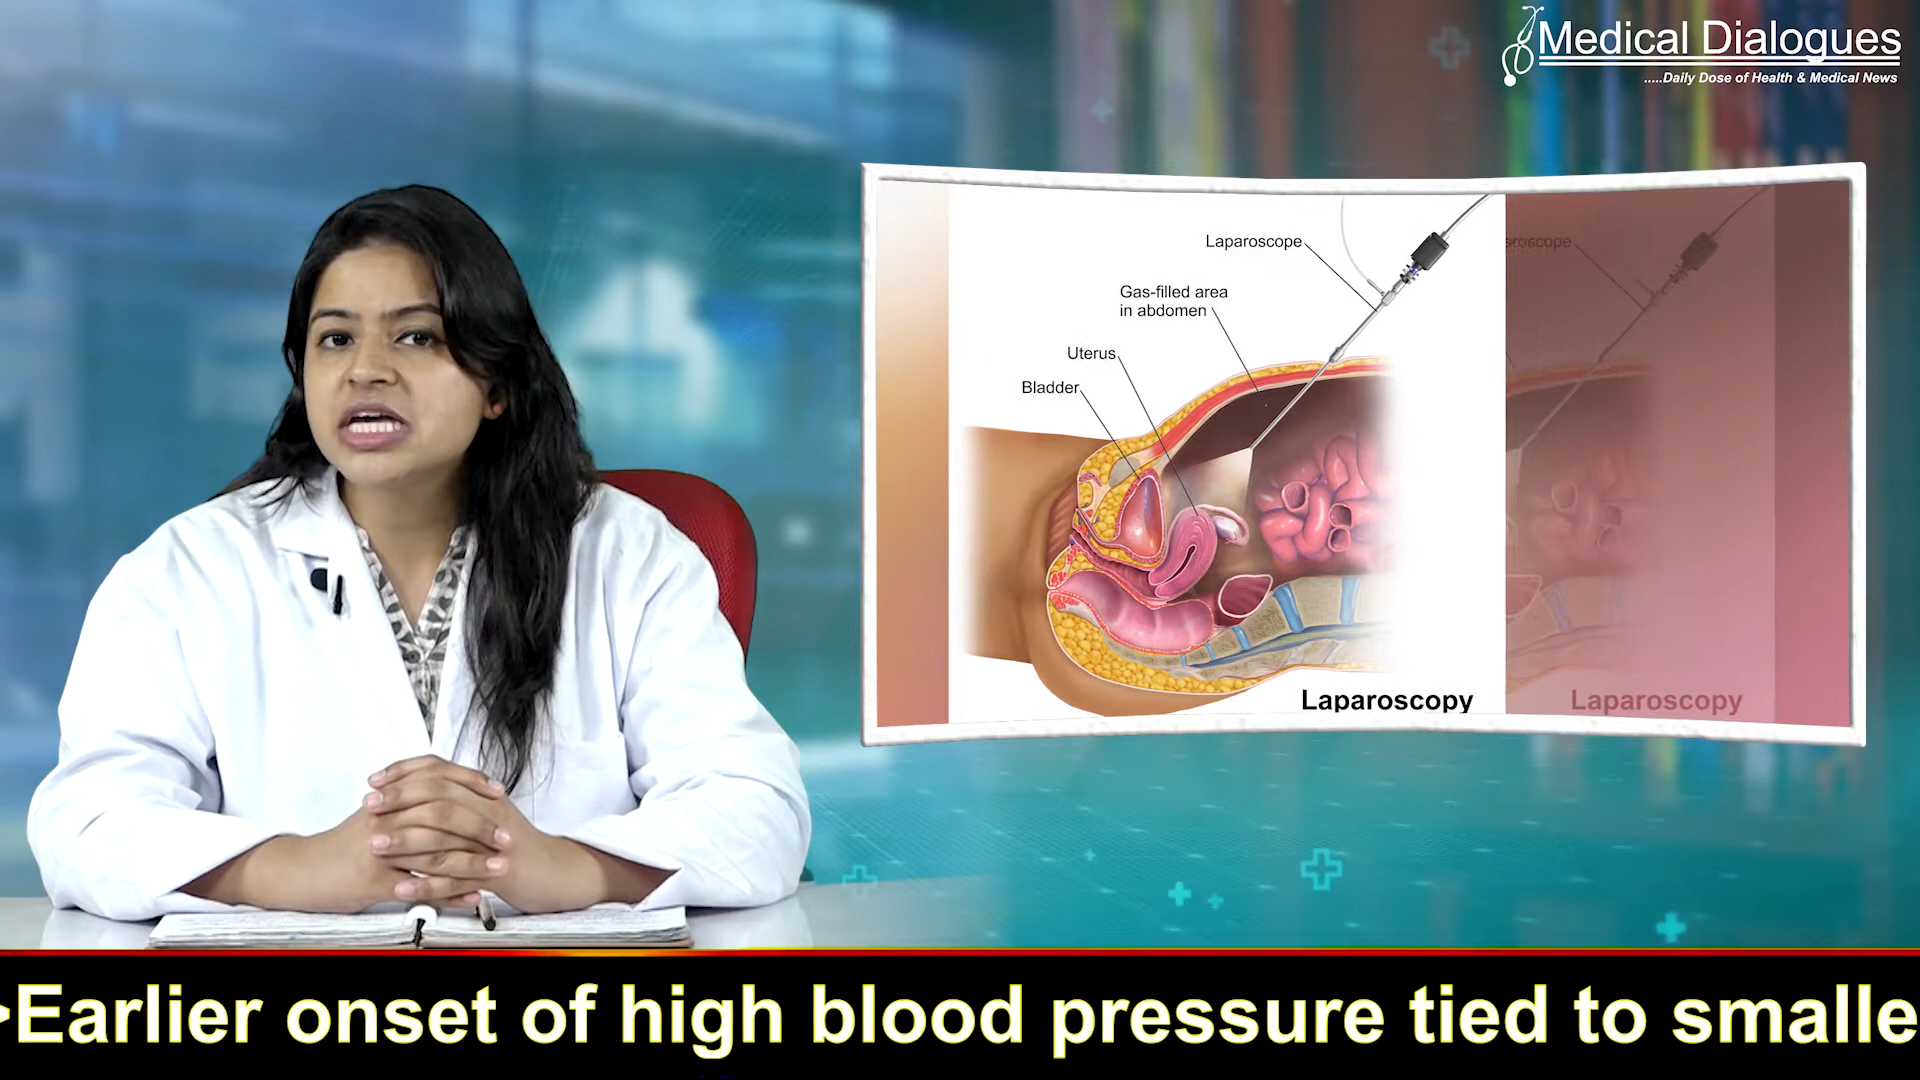 Medical Dialogues
.....Daily Dose of Health & Medical News
Laparoscope
Gas-filled area
in abdomen
Uterus
Bladder
Laparoscopy
Laparoscopy
>Earlier onset of high blood pressure tied to smalle